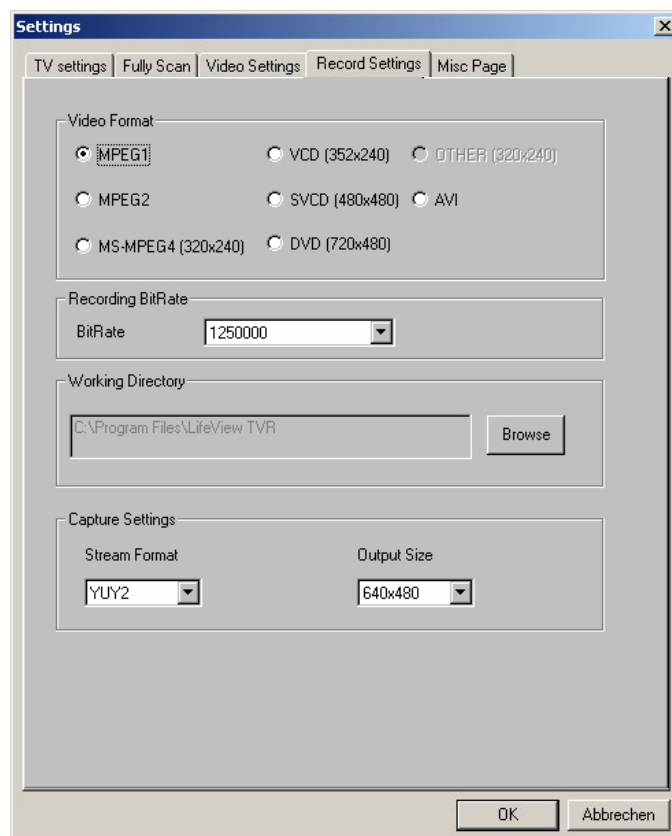 Settings
TV settings Fully Scan Video Settings Record Settings Misc Page
Video Format
MPEG1 VCD (352x240) OTHER (320x240)
MPEG2 SVCD (480x480) AVI
MS-MPEG4 (320x240) DVD (720x480)
Recording BitRate
BitRate 1250000
Working Directory
C:\Program Files\LifeView TVR Browse
Capture Settings
Stream Format Output Size
YUY2 640x480
OK Abbrechen